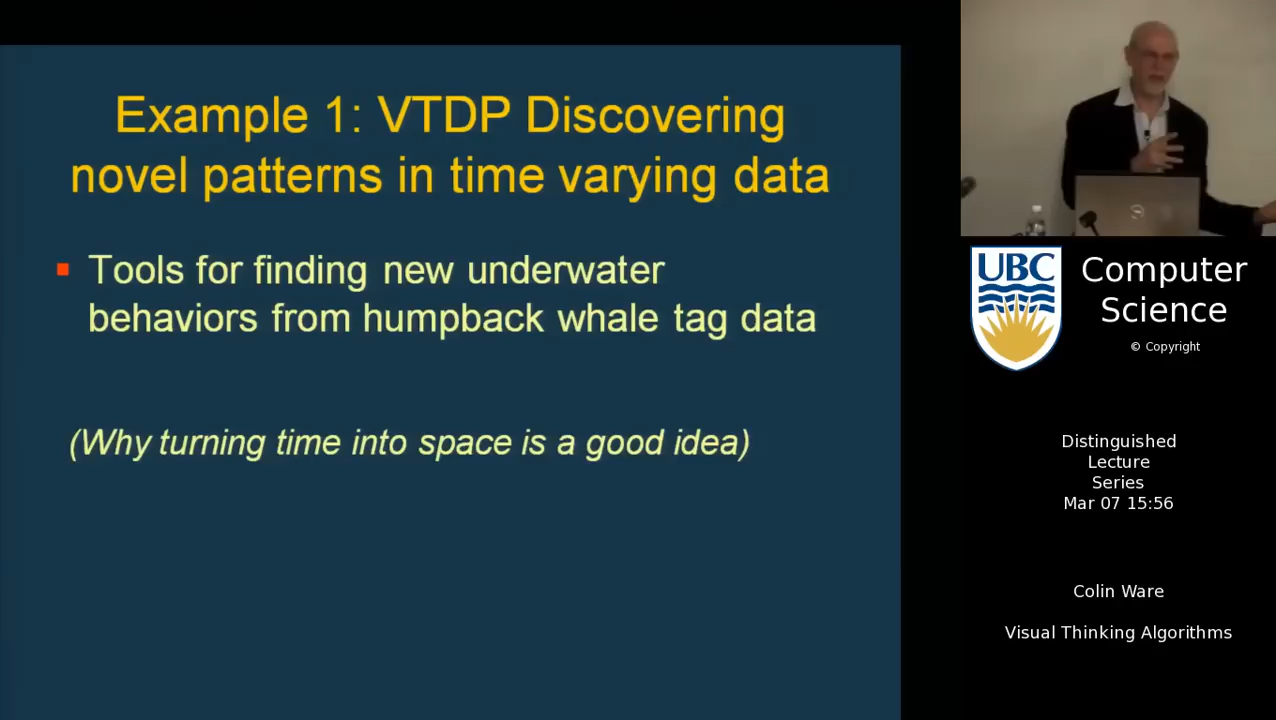 Example 1: VTDP Discovering
novel patterns in time varying data
Tools for finding new underwater
behaviors from humpback whale tag data
(Why turning time into space is a good idea)
UBC
Computer
Science
© Copyright
Distinguished
Lecture
Series
Mar 07 15:56
Colin Ware
Visual Thinking Algorithms